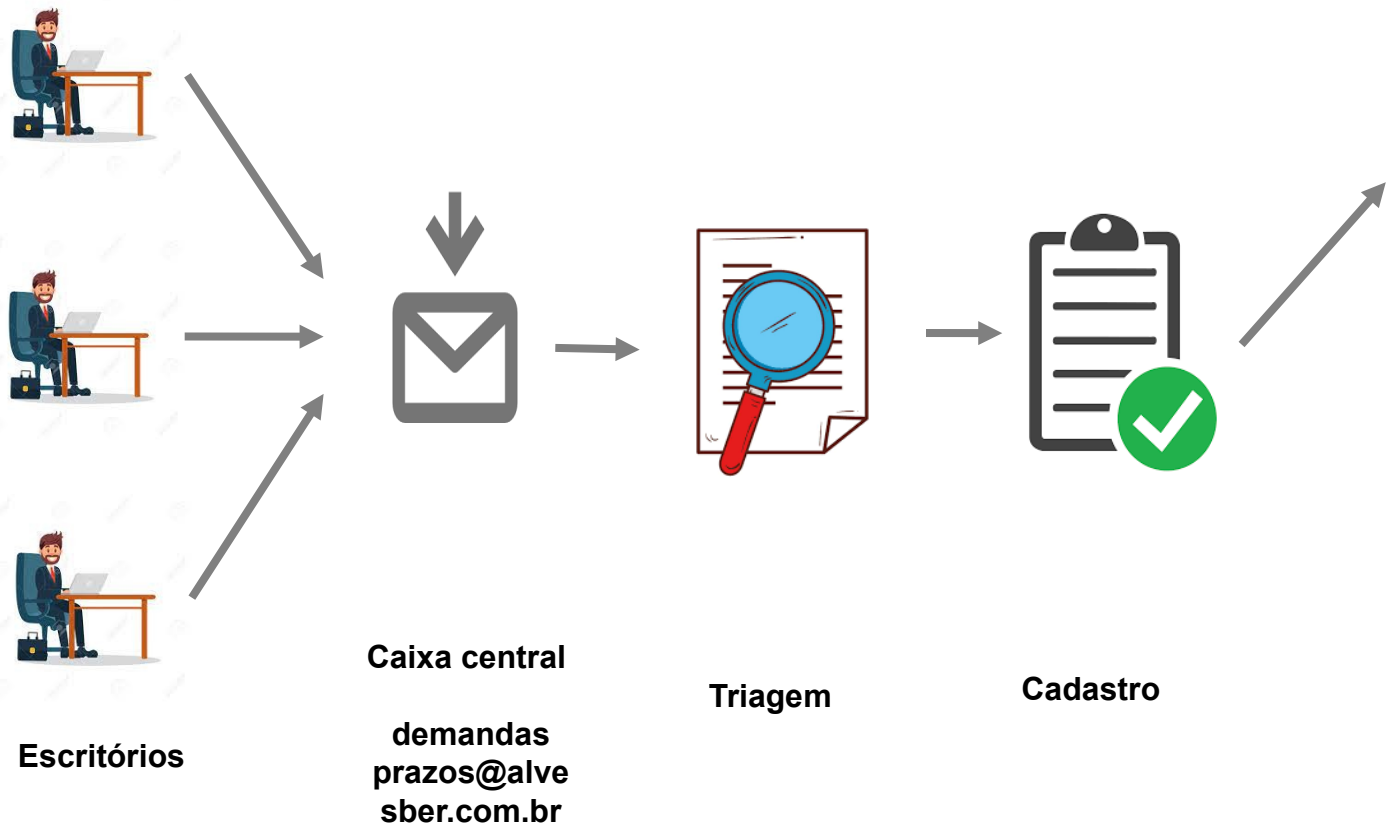 Escritórios
Caixa central
demandas
prazos@alve
sber.com.br
Triagem
Cadastro